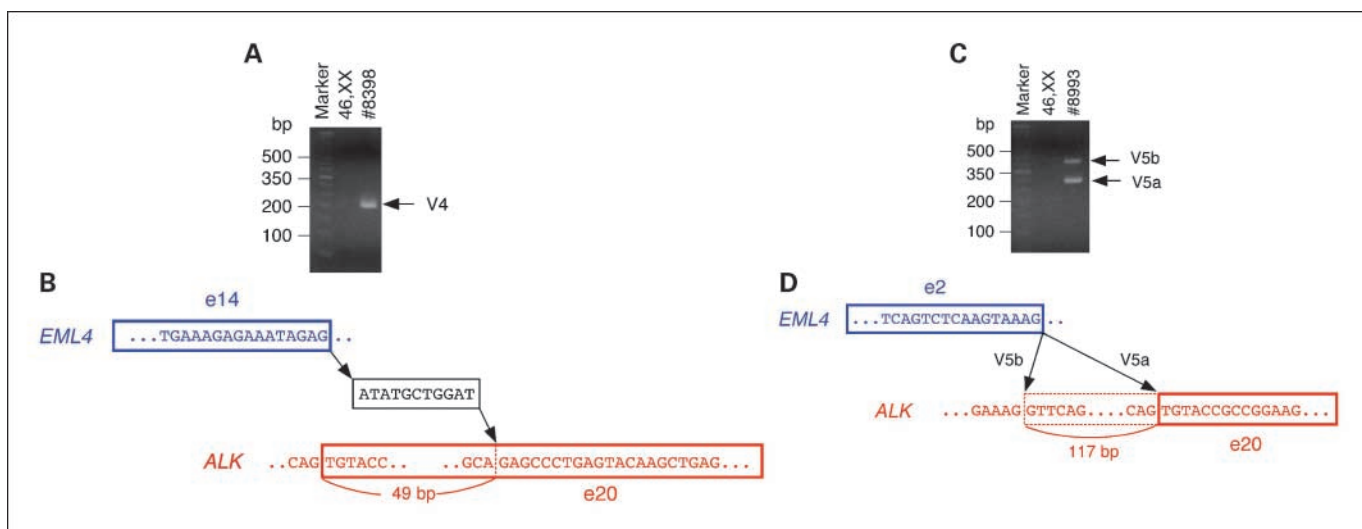 A
Marker
46,XX
#8398
bp
500
350
200
100
V4
B
e14
EML4
...TGAAAGAGAAATAGAG..
ATATGCTGGAT
ALK
..CAG TGTACC.. ..GCA GAGCCCTGAGTACAAGCTGAG...
49 bp
e20
C
Marker
46,XX
#8993
bp
500
350
200
100
V5b
V5a
D
e2
EML4
...TCAGTCTCAAGTAAAG..
V5b
V5a
ALK
...GAAAG GTTCAG....CAG TGTACCGCCGGAAG...
117 bp
e20